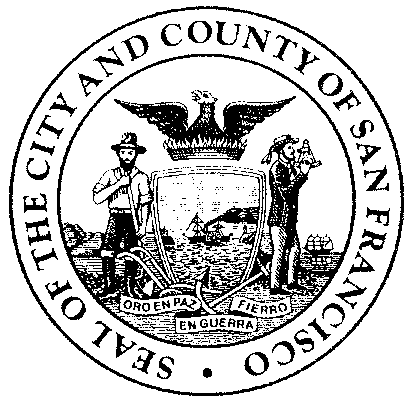 SEAL OF THE CITY AND COUNTY OF SAN FRANCISCO
ORO EN PAZ
EN GUERRA
FIERRO